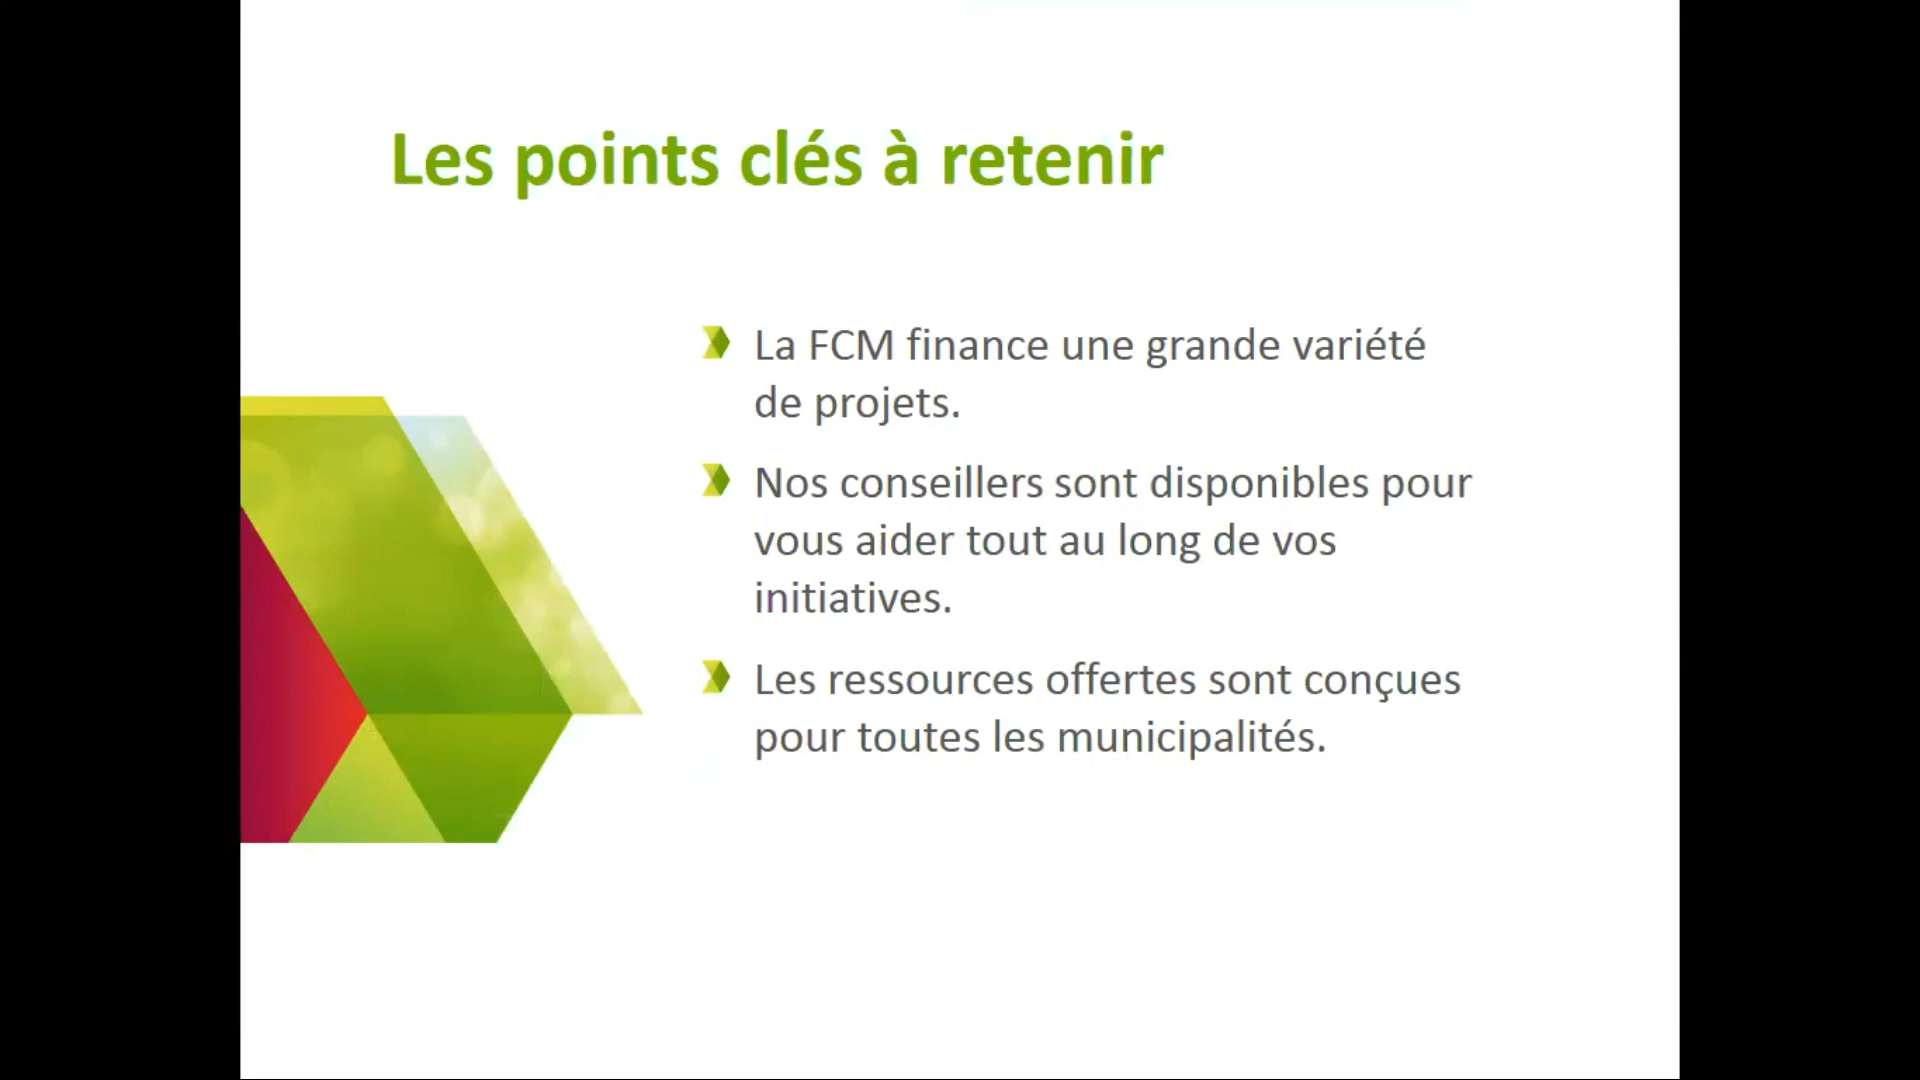 Les points clés à retenir
La FCM finance une grande variété
de projets.
Nos conseillers sont disponibles pour
vous aider tout au long de vos
initiatives.
Les ressources offertes sont conçues
pour toutes les municipalités.